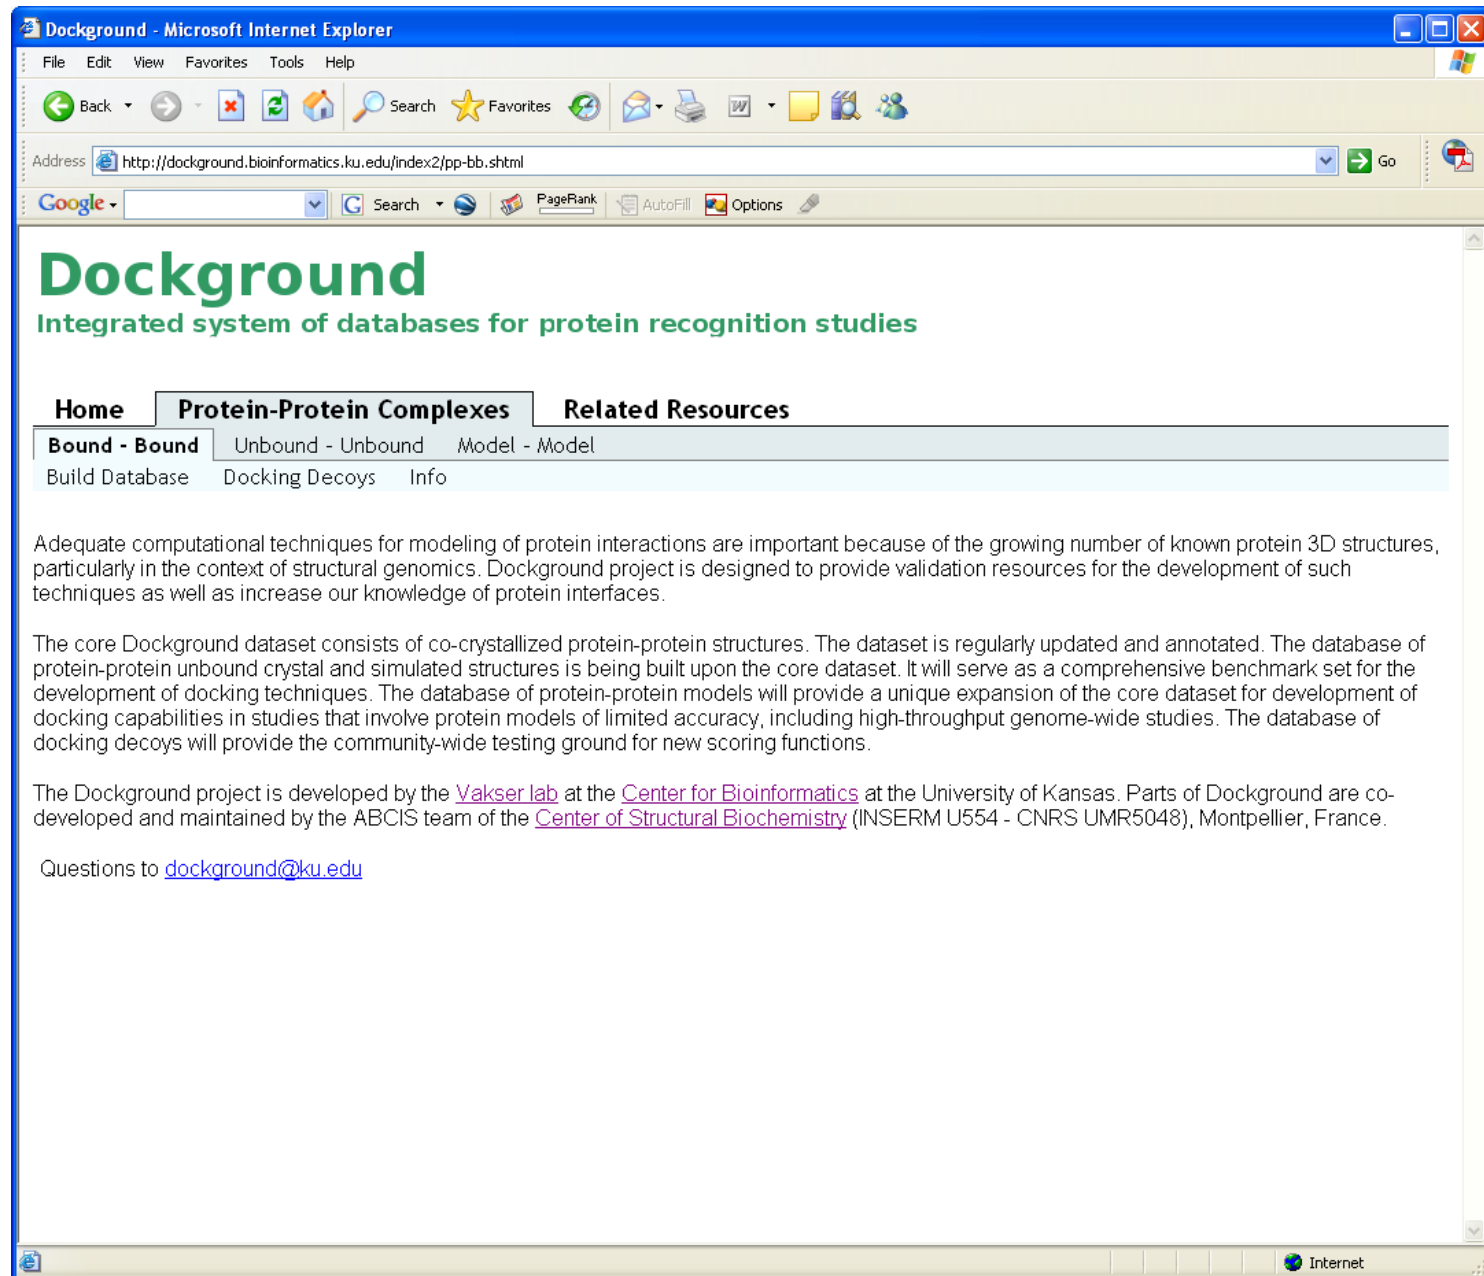 Dockground - Microsoft Internet Explorer
File Edit View Favorites Tools Help
Back Search Favorites
Address http://dockground.bioinformatics.ku.edu/index2/pp-bb.shtml Go
Google Search PageRank AutoFill Options
Dockground
Integrated system of databases for protein recognition studies
Home Protein-Protein Complexes Related Resources
Bound - Bound Unbound - Unbound Model - Model
Build Database Docking Decoys Info
Adequate computational techniques for modeling of protein interactions are important because of the growing number of known protein 3D structures,
particularly in the context of structural genomics. Dockground project is designed to provide validation resources for the development of such
techniques as well as increase our knowledge of protein interfaces.
The core Dockground dataset consists of co-crystallized protein-protein structures. The dataset is regularly updated and annotated. The database of
protein-protein unbound crystal and simulated structures is being built upon the core dataset. It will serve as a comprehensive benchmark set for the
development of docking techniques. The database of protein-protein models will provide a unique expansion of the core dataset for development of
docking capabilities in studies that involve protein models of limited accuracy, including high-throughput genome-wide studies. The database of
docking decoys will provide the community-wide testing ground for new scoring functions.
The Dockground project is developed by the Vakser lab at the Center for Bioinformatics at the University of Kansas. Parts of Dockground are co-
developed and maintained by the ABCIS team of the Center of Structural Biochemistry (INSERM U554 - CNRS UMR5048), Montpellier, France.
Questions to dockground@ku.edu
Internet